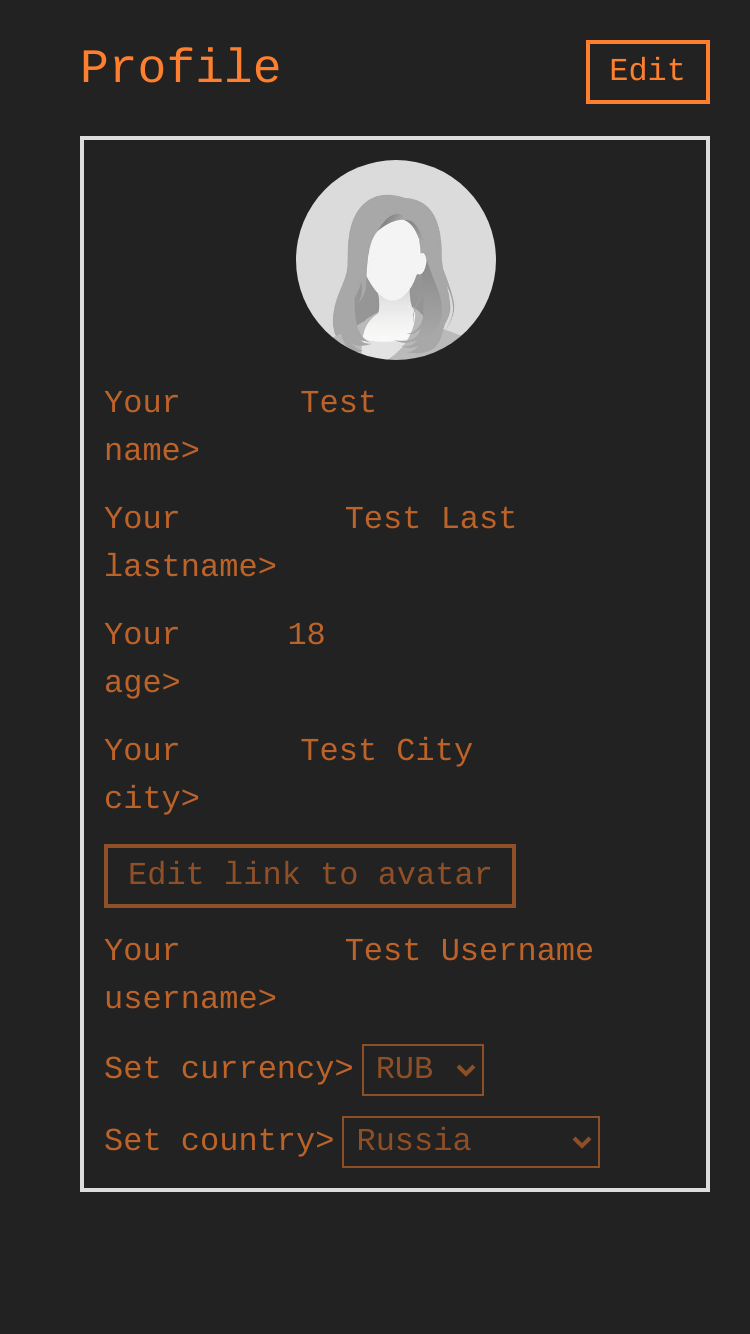 Profile
Edit
Your Test
name>
Your Test Last
lastname>
Your 18
age>
Your Test City
city>
Edit link to avatar
Your Test Username
username>
Set currency> RUB
Set country> Russia